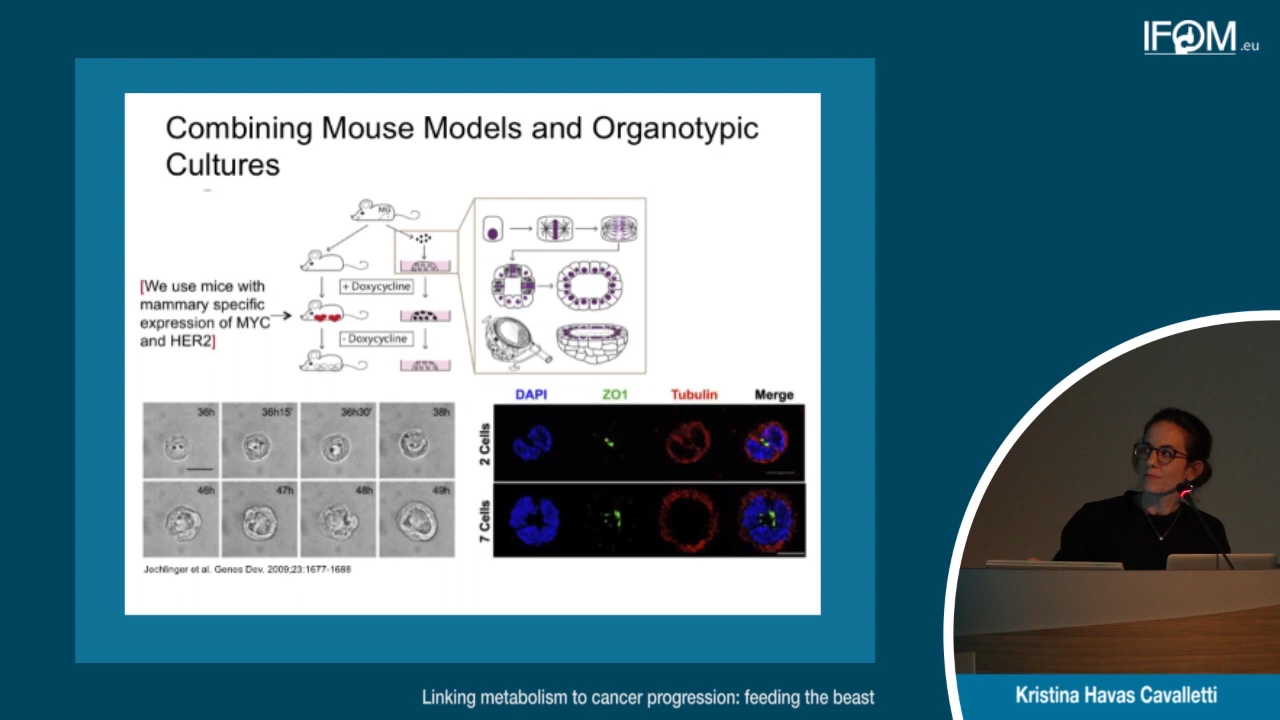 IFOM.eu
Combining Mouse Models and Organotypic
Cultures
MG
[We use mice with
mammary specific
expression of MYC
and HER2]
+ Doxycycline
- Doxycycline
36h
36h15'
36h30'
38h
46h
47h
48h
49h
DAPI
ZO1
Tubulin
Merge
2 Cells
7 Cells
Jechlinger et al. Genes Dev. 2009;23:1677-1688
Linking metabolism to cancer progression: feeding the beast
Kristina Havas Cavalletti